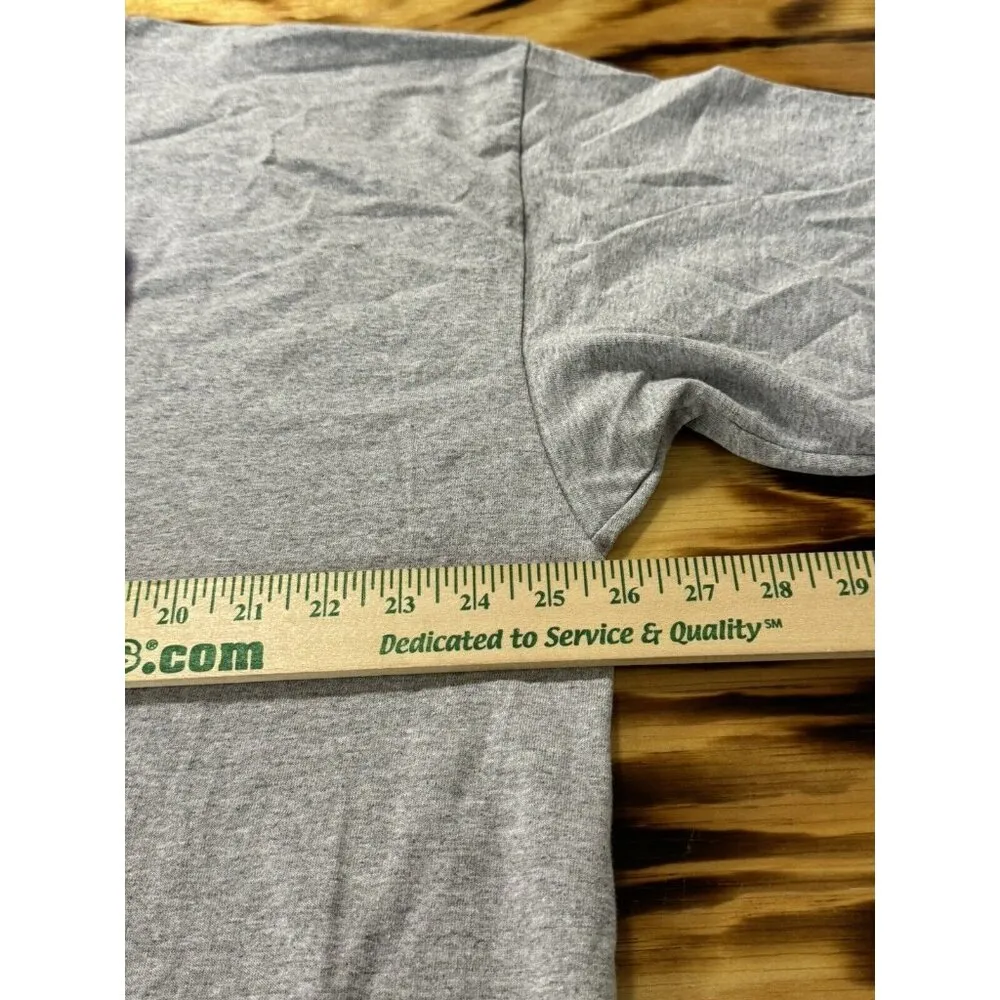 20 21 22 23 24 25 26 27 28 29
.com Dedicated to Service & Quality℠